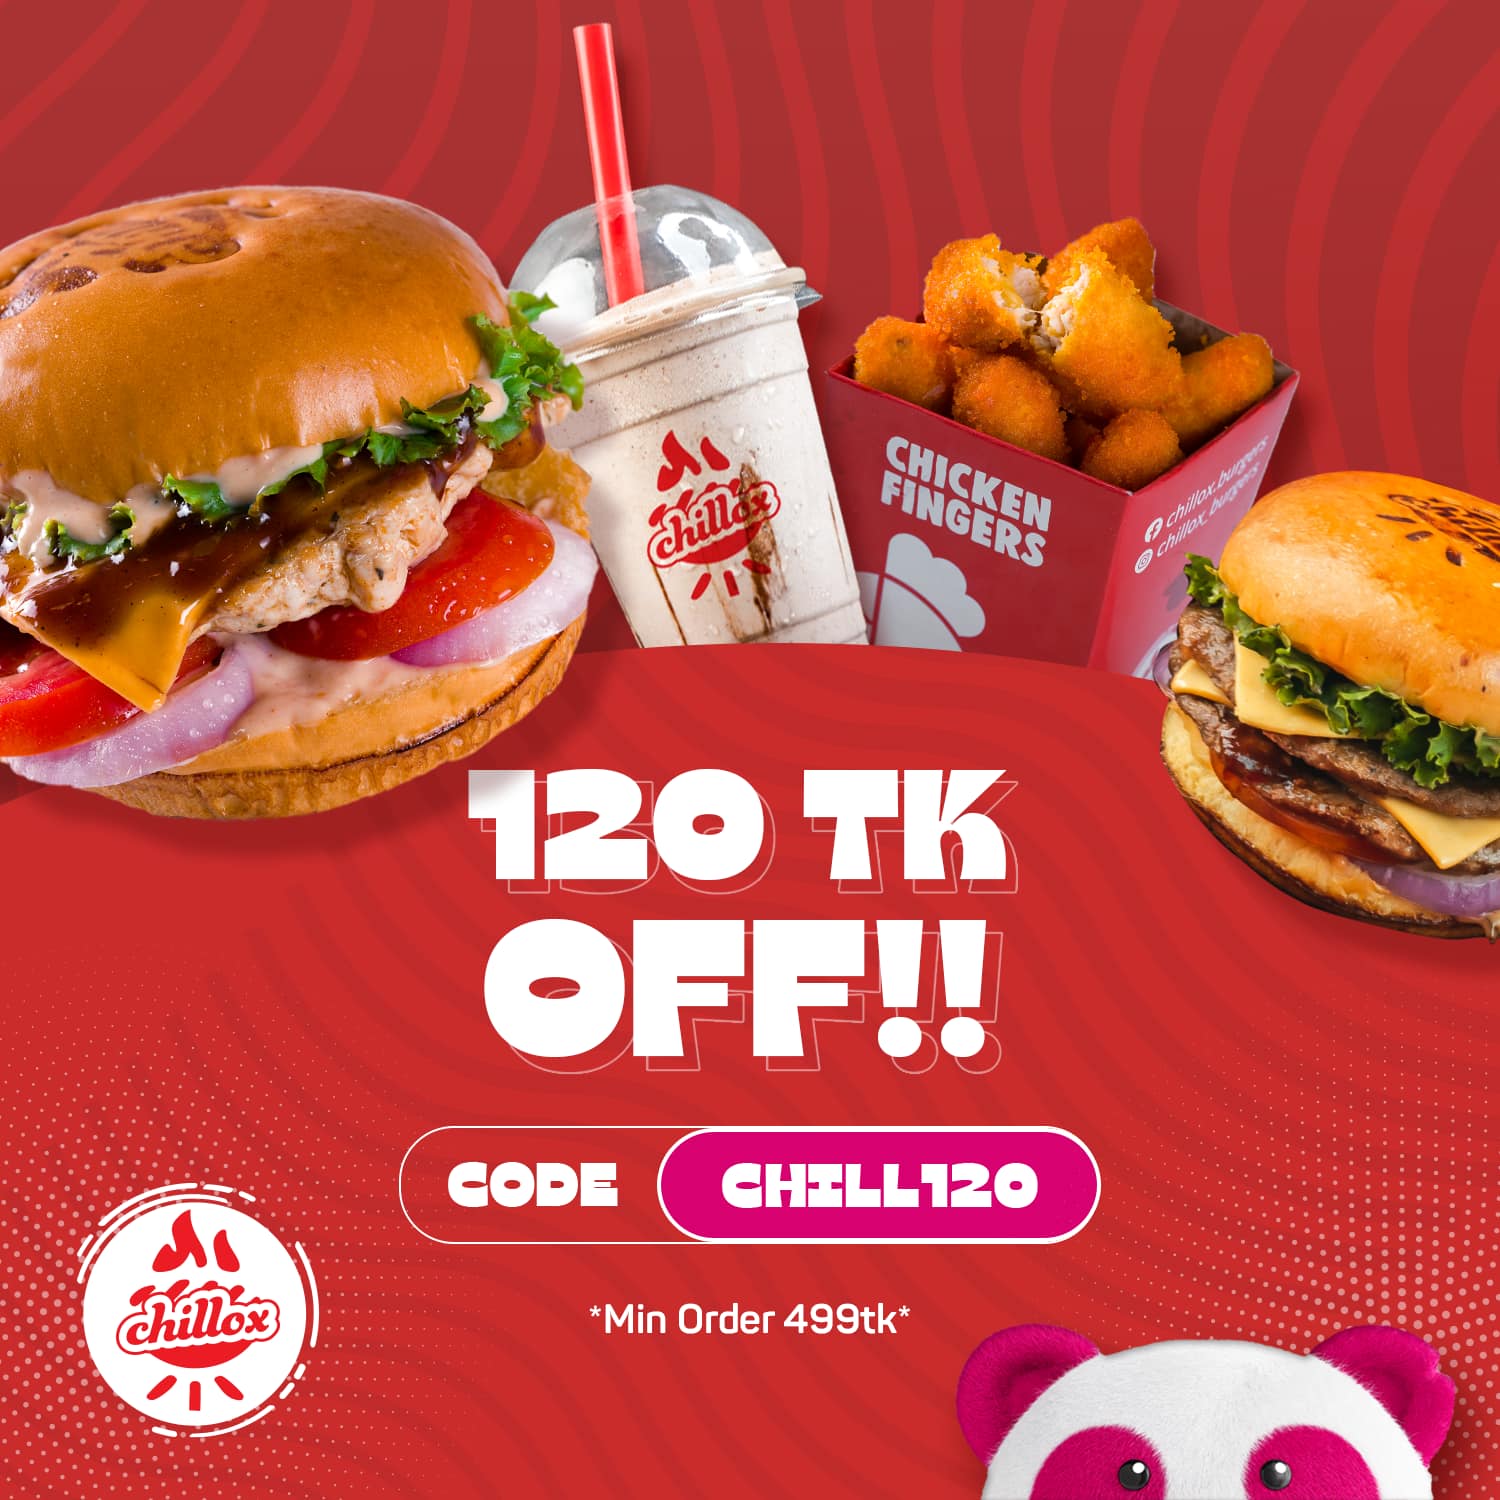 chillox
CHICKEN
FINGERS
chillox.burgers
chillox_burgers
120 TK
OFF!!
CODE CHILL120
chillox
*Min Order 499tk*